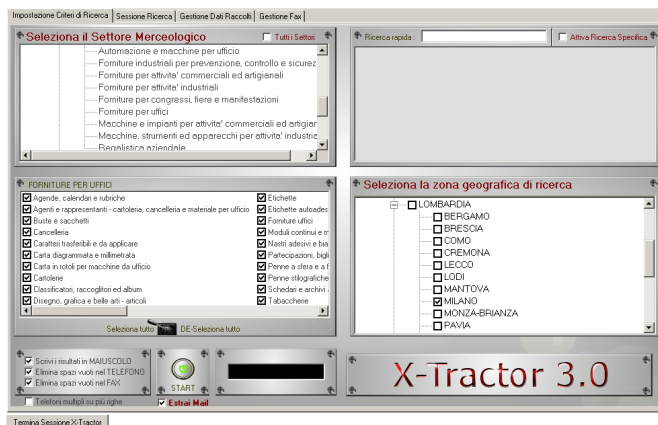 Impostazione Criteri di Ricerca
Sessione Ricerca
Gestione Dati Raccolti
Gestione Fax
Seleziona il Settore Merceologico
Tutti i Settori
Automazione e macchine per ufficio
Forniture industriali per prevenzione, controllo e sicurez
Forniture per attivita' commerciali ed artigianali
Forniture per attivita' industriali
Forniture per congressi, fiere e manifestazioni
Forniture per uffici
Macchine e impianti per attivita' commerciali ed artigiar
Macchine, strumenti ed apparecchi per attivita' industrie
Regalistica aziendale
Ricerca rapida :
Attiva Ricerca Specifica
FORNITURE PER UFFICI
Agende, calendari e rubriche
Agenti e rappresentanti - cartoleria, cancelleria e materiale per ufficio
Buste e sacchetti
Cancelleria
Caratteri trasferibili e da applicare
Carta diagrammata e millimetrata
Carta in rotoli per macchine da ufficio
Cartolerie
Classificatori, raccoglitori ed album
Disegno, grafica e belle arti - articoli
Etichette
Etichette autoades
Forniture uffici
Moduli continui e m
Nastri adesivi e bia
Partecipazioni, bigli
Penne a sfera e a f
Penne stilografiche
Schedari e archivi
Tabaccherie
Seleziona tutto
DE-Seleziona tutto
Seleziona la zona geografica di ricerca
LOMBARDIA
BERGAMO
BRESCIA
COMO
CREMONA
LECCO
LODI
MANTOVA
MILANO
MONZA-BRIANZA
PAVIA
Scrivi i risultati in MAIUSCOLO
Elimina spazi vuoti nel TELEFONO
Elimina spazi vuoti nel FAX
Telefoni multipli su più righe
START
Estrai Mail
X-Tractor 3.0
Termina Sessione X-Tractor